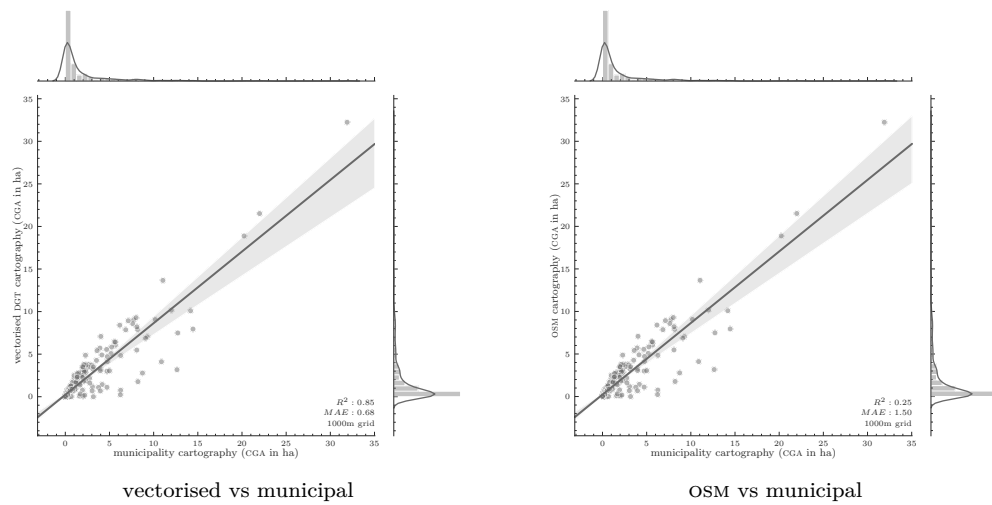 35
30
25
20
15
10
5
0
vectorised DGT cartography (CGA in ha)
R² : 0.85
MAE : 0.68
1000m grid
0 5 10 15 20 25 30 35
municipality cartography (CGA in ha)
vectorised vs municipal
35
30
25
20
15
10
5
0
OSM cartography (CGA in ha)
R² : 0.25
MAE : 1.50
1000m grid
0 5 10 15 20 25 30 35
municipality cartography (CGA in ha)
OSM vs municipal